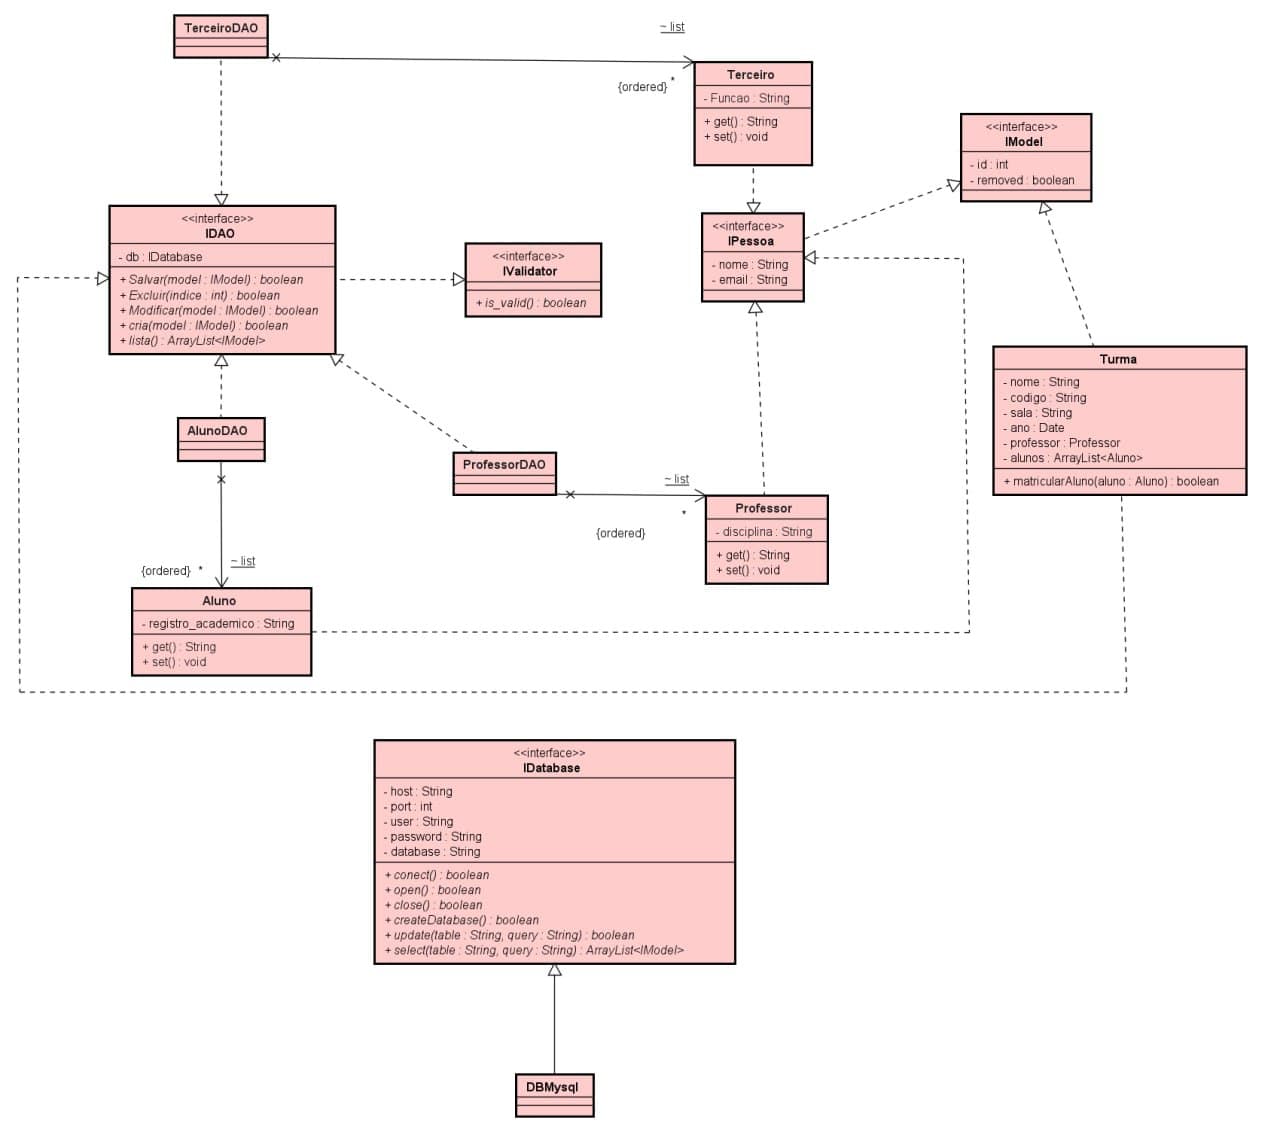 TerceiroDAO
~ list
{ordered} *
Terceiro
- Funcao : String
+ get() : String
+ set() : void
<<interface>>
IModel
- id : int
- removed : boolean
<<interface>>
IDAO
- db : IDatabase
+ Salvar(model : IModel) : boolean
+ Excluir(indice : int) : boolean
+ Modificar(model : IModel) : boolean
+ cria(model : IModel) : boolean
+ lista() : ArrayList<IModel>
<<interface>>
IValidator
+ is_valid() : boolean
<<interface>>
IPessoa
- nome : String
- email : String
Turma
- nome : String
- codigo : String
- sala : String
- ano : Date
- professor : Professor
- alunos : ArrayList<Aluno>
+ matricularAluno(aluno : Aluno) : boolean
AlunoDAO
ProfessorDAO
~ list
*
{ordered}
Professor
- disciplina : String
+ get() : String
+ set() : void
~ list
{ordered} *
Aluno
- registro_academico : String
+ get() : String
+ set() : void
<<interface>>
IDatabase
- host : String
- port : int
- user : String
- password : String
- database : String
+ conect() : boolean
+ open() : boolean
+ close() : boolean
+ createDatabase() : boolean
+ update(table : String, query : String) : boolean
+ select(table : String, query : String) : ArrayList<IModel>
DBMysql